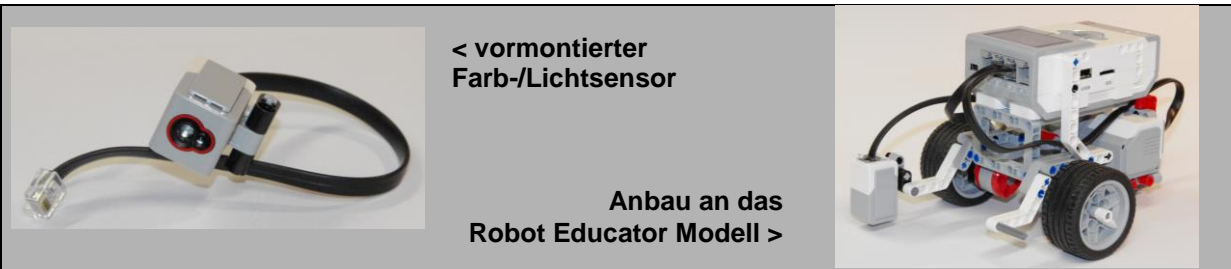 < vormontierter
Farb-/Lichtsensor
Anbau an das
Robot Educator Modell >